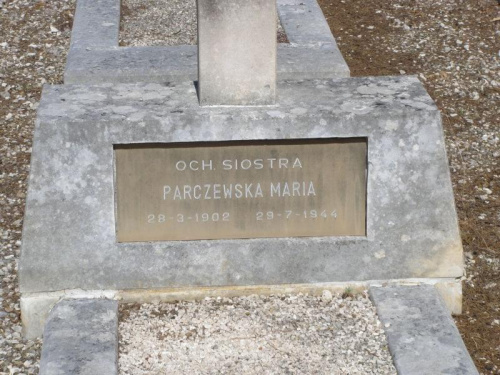 OCH. SIOSTRA
PARCZEWSKA MARIA
28-3-1902 29-7-1944